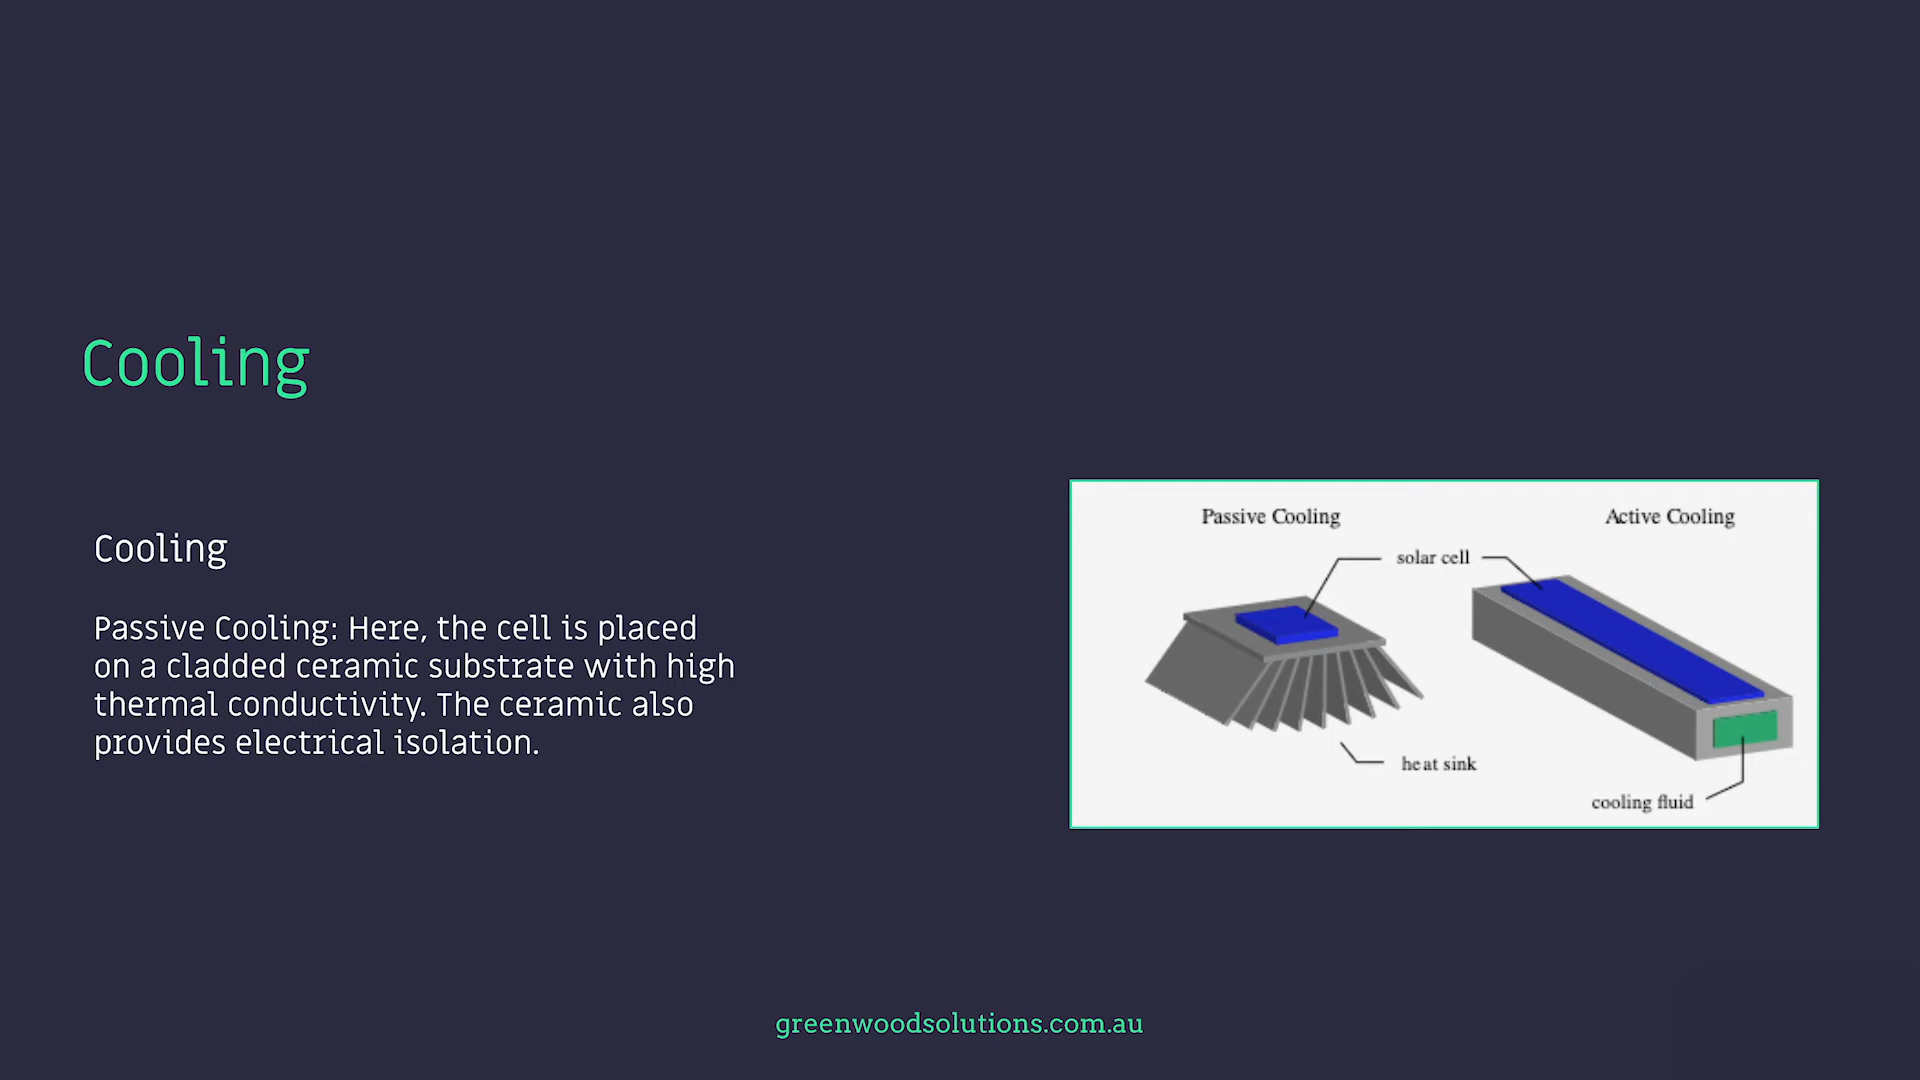 Cooling
Cooling
Passive Cooling: Here, the cell is placed
on a cladded ceramic substrate with high
thermal conductivity. The ceramic also
provides electrical isolation.
Passive Cooling
Active Cooling
solar cell
heat sink
cooling fluid
greenwoodsolutions.com.au